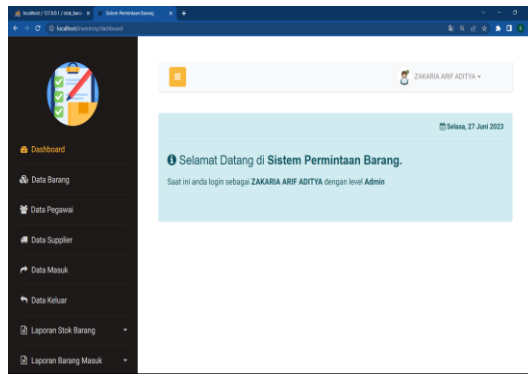 localhost / 127.0.0.1 / stok_baran
Sistem Permintaan Barang
localhost/inventory/dashboard
ZAKARIA ARIF ADITYA
Selasa, 27 Juni 2023
Selamat Datang di Sistem Permintaan Barang.
Saat ini anda login sebagai ZAKARIA ARIF ADITYA dengan level Admin
Dashboard
Data Barang
Data Pegawai
Data Supplier
Data Masuk
Data Keluar
Laporan Stok Barang
Laporan Barang Masuk